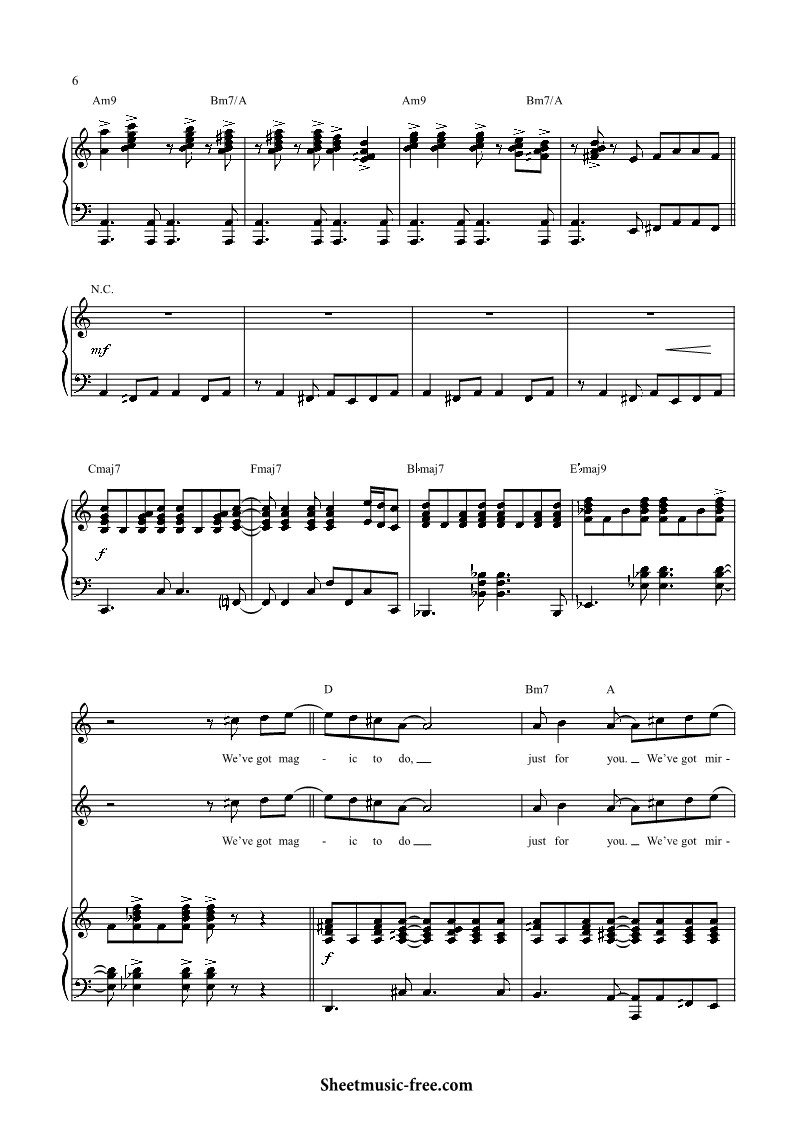 6
Am9 Bm7/A Am9 Bm7/A
N.C.
mf
Cmaj7 Fmaj7 B♭maj7 E♭maj9
f
D Bm7 A
We've got mag - ic to do, just for you. We've got mir -
We've got mag - ic to do just for you. We've got mir -
f
Sheetmusic-free.com